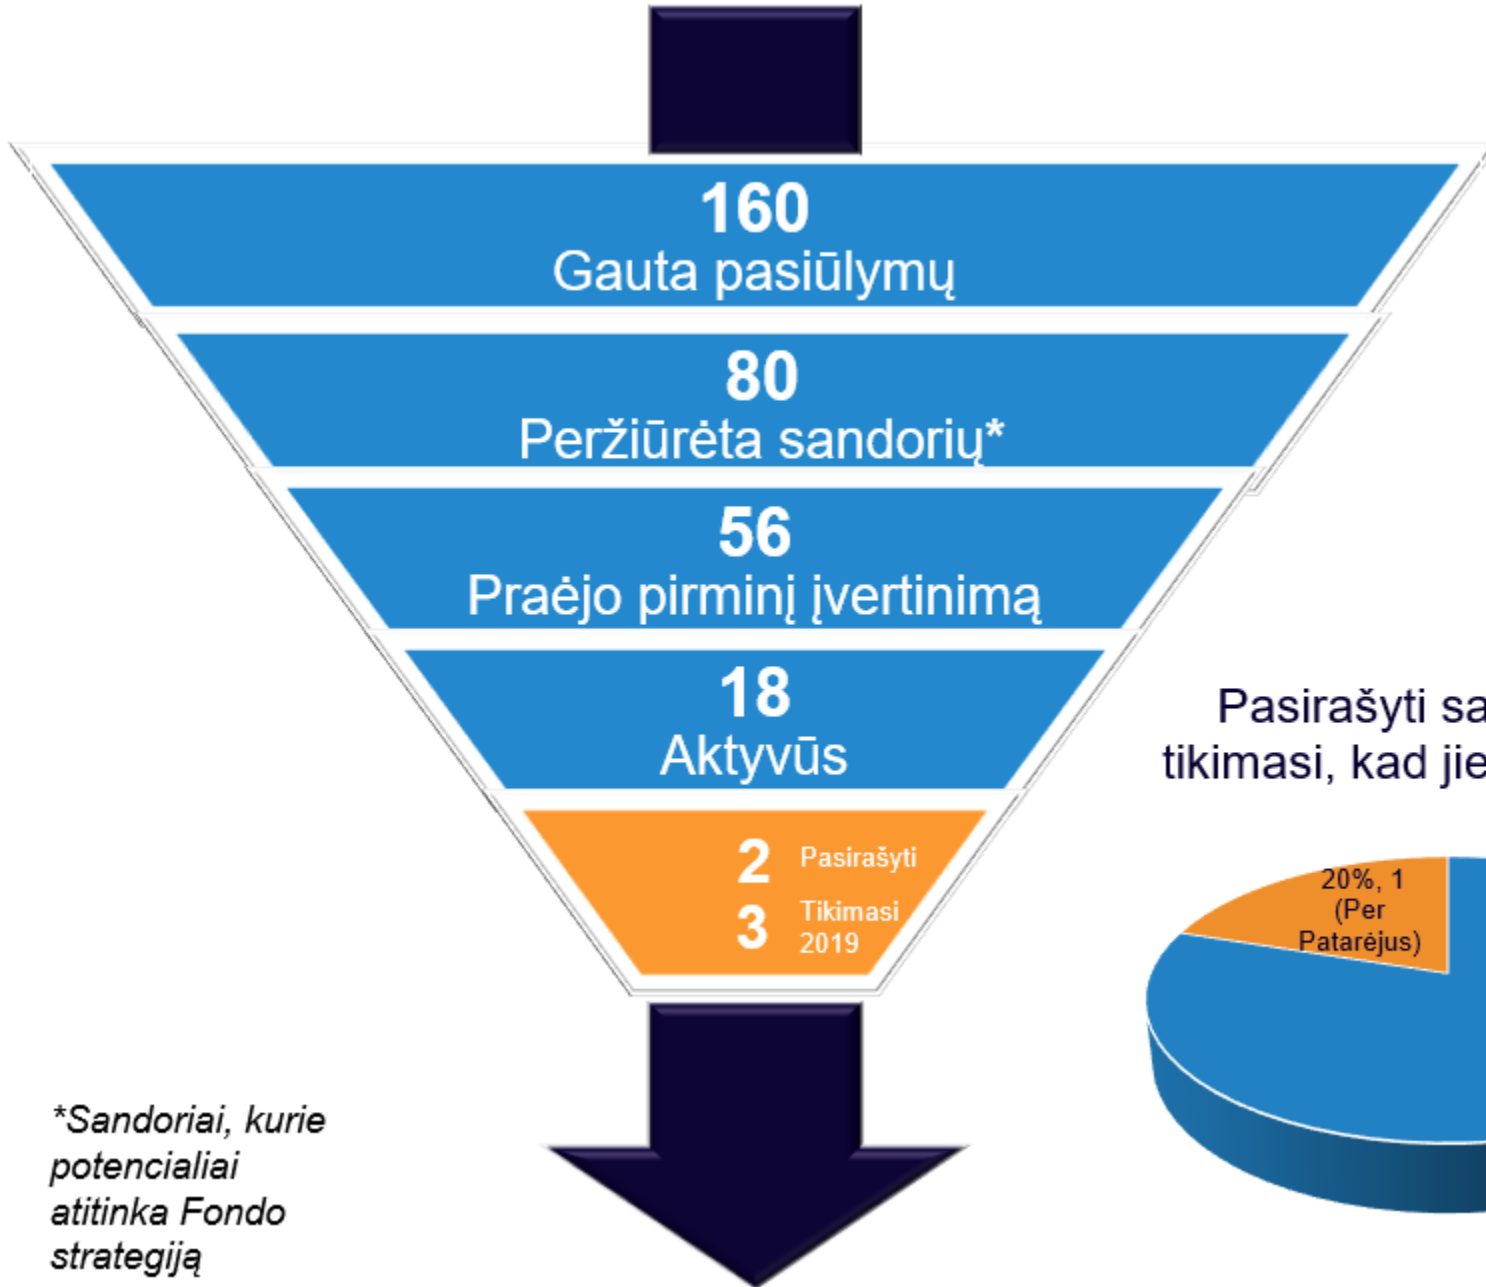 160
Gauta pasiūlymų
80
Peržiūrėta sandorių*
56
Praėjo pirminį įvertinimą
18
Aktyvūs
2 Pasirašyti
3 Tikimasi
2019
Pasirašyti
tikimasi, kad jie
20%, 1
(Per
Patarėjus)
*Sandoriai, kurie
potencialiai
atitinka Fondo
strategiją